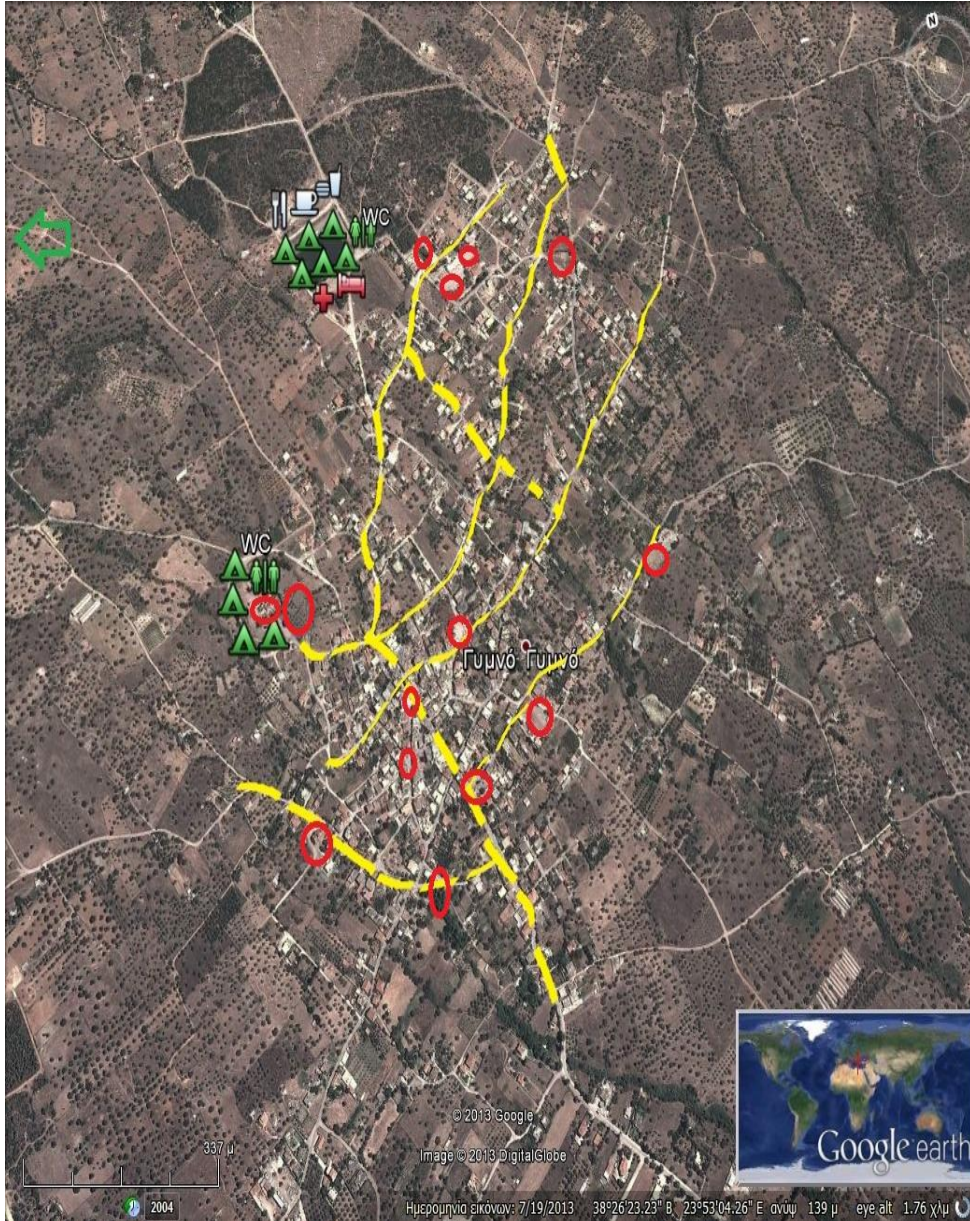 N
WC
WC
Γυμνό Γυμνό
© 2013 Google
Image © 2013 DigitalGlobe
337 μ
Google earth
2004
Ημερομηνία εικόνων: 7/19/2013 38°26'23.23" Β 23°53'04.26" Ε ανύψ 139 μ eye alt 1.76 χλμ